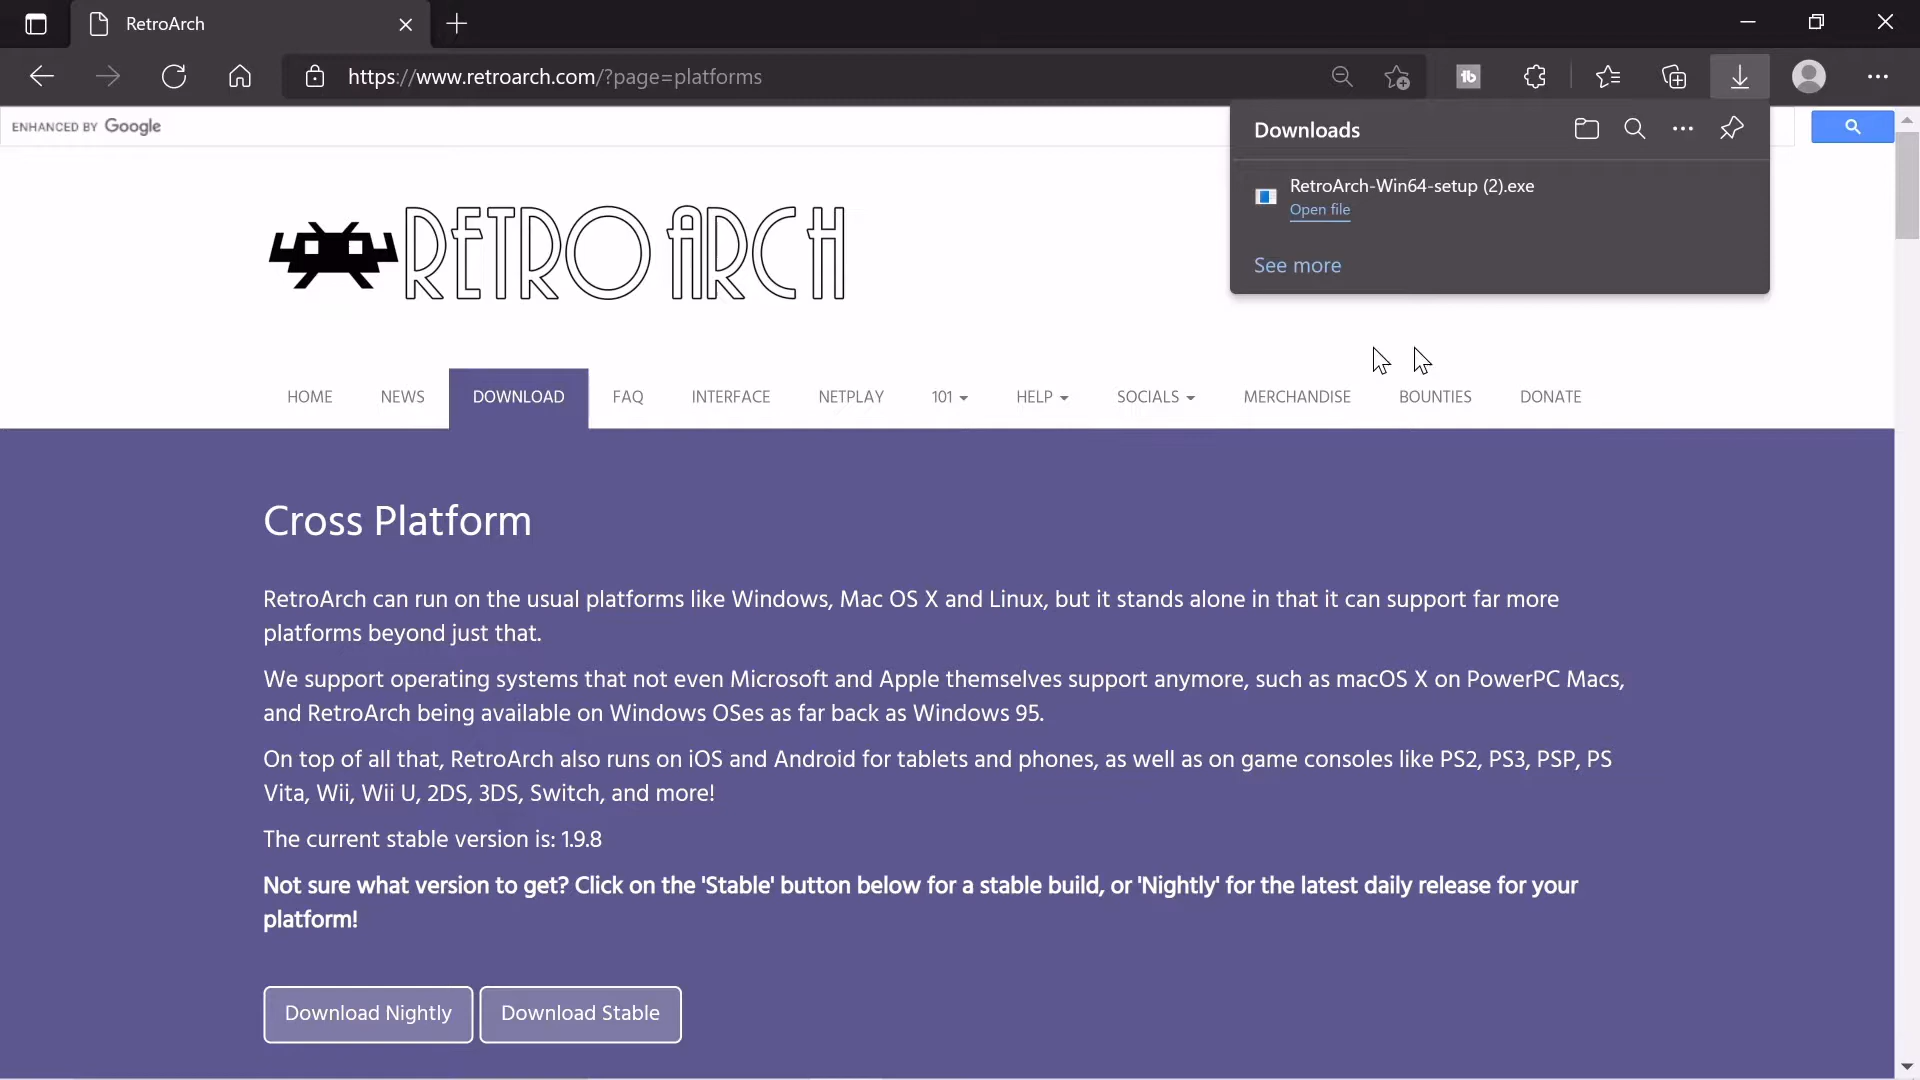 RetroArch
https://www.retroarch.com/?page=platforms
ENHANCED BY Google
Downloads
RetroArch-Win64-setup (2).exe
Open file
See more
RETROARCH
HOME NEWS DOWNLOAD FAQ INTERFACE NETPLAY 101 HELP SOCIALS MERCHANDISE BOUNTIES DONATE
Cross Platform
RetroArch can run on the usual platforms like Windows, Mac OS X and Linux, but it stands alone in that it can support far more
platforms beyond just that.
We support operating systems that not even Microsoft and Apple themselves support anymore, such as macOS X on PowerPC Macs,
and RetroArch being available on Windows OSes as far back as Windows 95.
On top of all that, RetroArch also runs on iOS and Android for tablets and phones, as well as on game consoles like PS2, PS3, PSP, PS
Vita, Wii, Wii U, 2DS, 3DS, Switch, and more!
The current stable version is: 1.9.8
Not sure what version to get? Click on the 'Stable' button below for a stable build, or 'Nightly' for the latest daily release for your
platform!
Download Nightly Download Stable